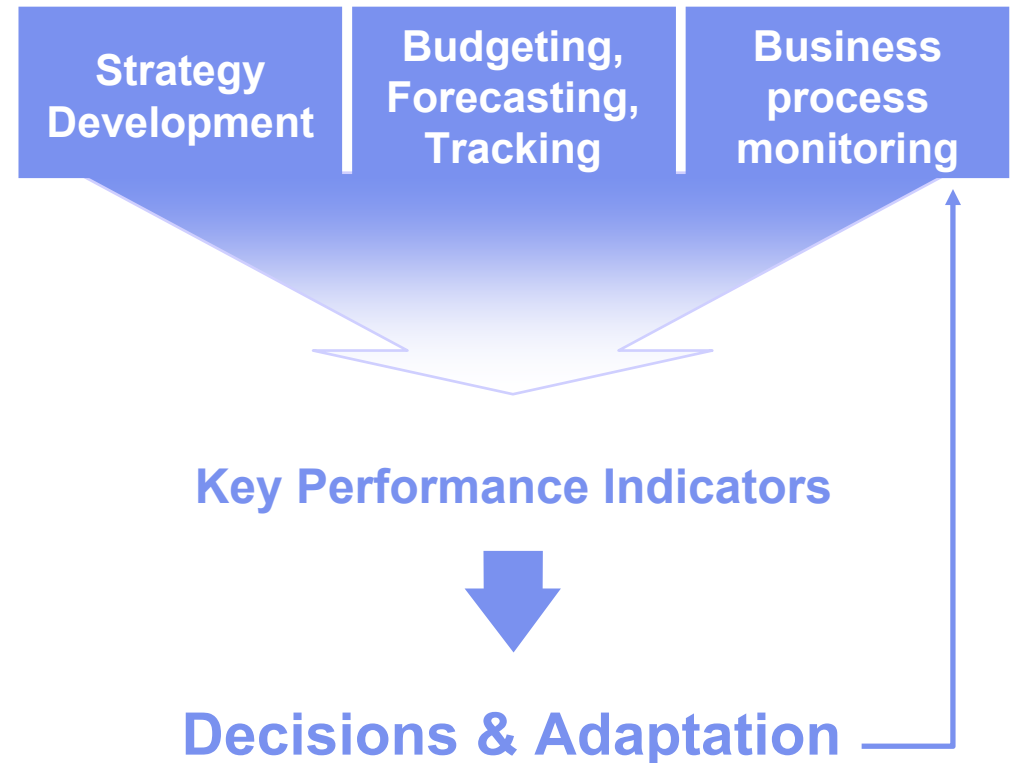 Strategy
Development
Budgeting,
Forecasting,
Tracking
Business
process
monitoring
Key Performance Indicators
Decisions & Adaptation